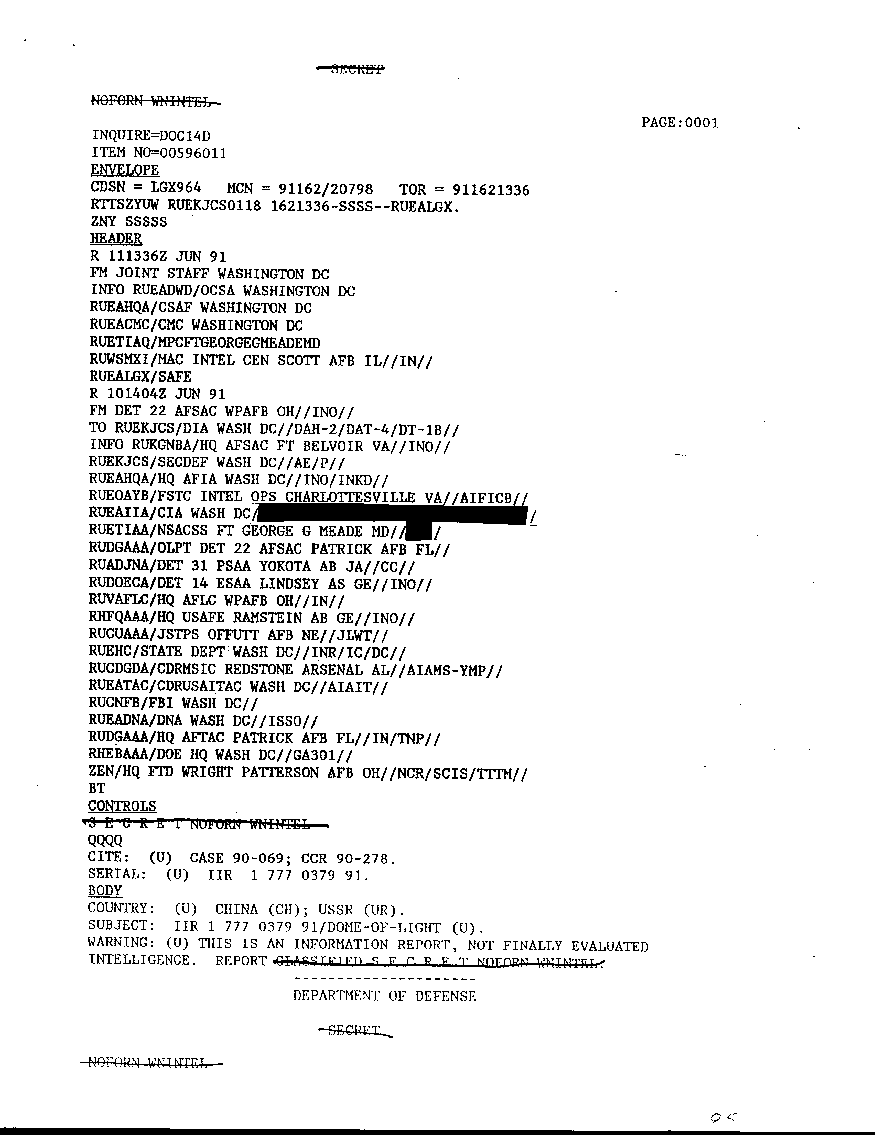 SECRET
NOFORN WNINTEL
PAGE:0001
INQUIRE=DOC14D
ITEM NO=00596011
ENVELOPE
CDSN = LGX964 MCN = 91162/20798 TOR = 911621336
RTTSZYUW RUEKJCS0118 1621336-SSSS--RUEALGX.
ZNY SSSSS
HEADER
R 111336Z JUN 91
FM JOINT STAFF WASHINGTON DC
INFO RUEADWD/OCSA WASHINGTON DC
RUEAHQA/CSAF WASHINGTON DC
RUEACMC/CMC WASHINGTON DC
RUETIAQ/MPCFTGEORGEGMEADEMD
RUWSMXI/MAC INTEL CEN SCOTT AFB IL//IN//
RUEALGX/SAFE
R 101404Z JUN 91
FM DET 22 AFSAC WPAFB OH//INO//
TO RUEKJCS/DIA WASH DC//DAH-2/DAT-4/DT-1B//
INFO RUKGNBA/HQ AFSAC FT BELVOIR VA//INO//
RUEKJCS/SECDEF WASH DC//AE/P//
RUEAHQA/HQ AFIA WASH DC//INO/INKD//
RUEOAYB/FSTC INTEL OPS CHARLOTTESVILLE VA//AIFICB//
RUEAIIA/CIA WASH DC/ /
RUETIAA/NSACSS FT GEORGE G MEADE MD// /
RUDGAAA/OLPT DET 22 AFSAC PATRICK AFB FL//
RUADJNA/DET 31 PSAA YOKOTA AB JA//CC//
RUDOECA/DET 14 ESAA LINDSEY AS GE//INO//
RUVAFLC/HQ AFLC WPAFB OH//IN//
RHFQAAA/HQ USAFE RAMSTEIN AB GE//INO//
RUCUAAA/JSTPS OFFUTT AFB NE//JLWT//
RUEHC/STATE DEPT WASH DC//INR/IC/DC//
RUCDGDA/CDRMSIC REDSTONE ARSENAL AL//AIAMS-YMP//
RUEATAC/CDRUSAITAC WASH DC//AIAIT//
RUCNFB/FBI WASH DC//
RUEADNA/DNA WASH DC//ISSO//
RUDGAAA/HQ AFTAC PATRICK AFB FL//IN/TNP//
RHEBAAA/DOE HQ WASH DC//GA301//
ZEN/HQ FTD WRIGHT PATTERSON AFB OH//NCR/SCIS/TTTM//
BT
CONTROLS
S E C R E T NOFORN WNINTEL
QQQQ
CITE: (U) CASE 90-069; CCR 90-278.
SERIAL: (U) IIR 1 777 0379 91.
BODY
COUNTRY: (U) CHINA (CH); USSR (UR).
SUBJECT: IIR 1 777 0379 91/DOME-OF-LIGHT (U).
WARNING: (U) THIS IS AN INFORMATION REPORT, NOT FINALLY EVALUATED
INTELLIGENCE. REPORT CLASSIFIED S E C R E T NOFORN WNINTEL.
----------------------
DEPARTMENT OF DEFENSE
SECRET
NOFORN WNINTEL